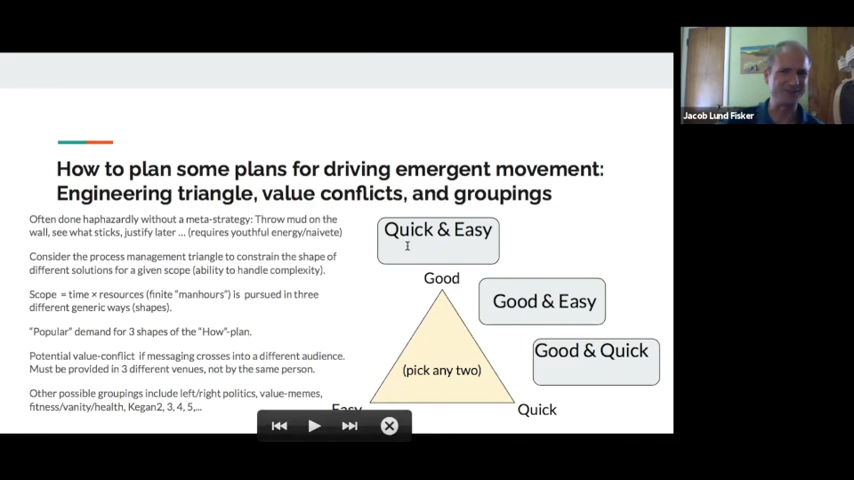 How to plan some plans for driving emergent movement:
Engineering triangle, value conflicts, and groupings
Often done haphazardly without a meta-strategy: Throw mud on the
wall, see what sticks, justify later ... (requires youthful energy/naivete)
Consider the process management triangle to constrain the shape of
different solutions for a given scope (ability to handle complexity).
Scope = time × resources (finite "manhours") is pursued in three
different generic ways (shapes).
"Popular" demand for 3 shapes of the "How"-plan.
Potential value-conflict if messaging crosses into a different audience.
Must be provided in 3 different venues, not by the same person.
Other possible groupings include left/right politics, value-memes,
fitness/vanity/health, Kegan2, 3, 4, 5,...
Quick & Easy
Good
Good & Easy
Good & Quick
(pick any two)
Easy
Quick
Jacob Lund Fisker